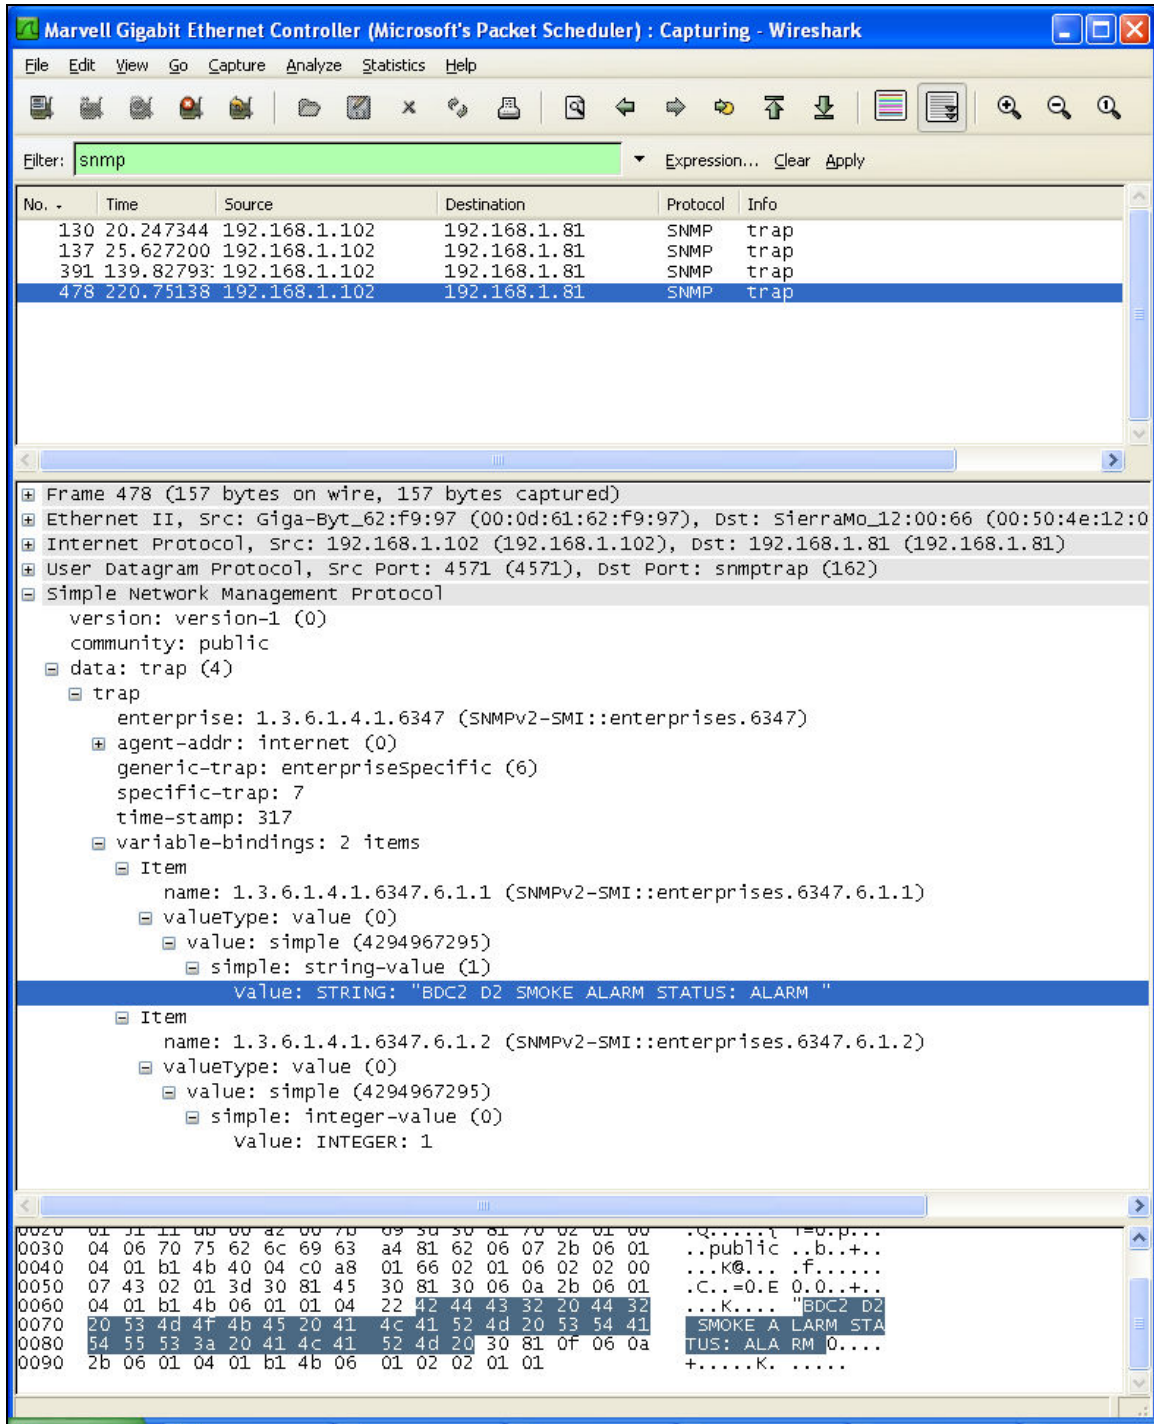 Marvell Gigabit Ethernet Controller (Microsoft's Packet Scheduler) : Capturing - Wireshark
File Edit View Go Capture Analyze Statistics Help
Filter: snmp Expression... Clear Apply
No. Time Source Destination Protocol Info
130 20.247344 192.168.1.102 192.168.1.81 SNMP trap
137 25.627200 192.168.1.102 192.168.1.81 SNMP trap
391 139.82793 192.168.1.102 192.168.1.81 SNMP trap
478 220.75138 192.168.1.102 192.168.1.81 SNMP trap
Frame 478 (157 bytes on wire, 157 bytes captured)
Ethernet II, Src: Giga-Byt_62:f9:97 (00:0d:61:62:f9:97), Dst: SierraMo_12:00:66 (00:50:4e:12:0
Internet Protocol, Src: 192.168.1.102 (192.168.1.102), Dst: 192.168.1.81 (192.168.1.81)
User Datagram Protocol, Src Port: 4571 (4571), Dst Port: snmptrap (162)
Simple Network Management Protocol
version: version-1 (0)
community: public
data: trap (4)
trap
enterprise: 1.3.6.1.4.1.6347 (SNMPv2-SMI::enterprises.6347)
agent-addr: internet (0)
generic-trap: enterpriseSpecific (6)
specific-trap: 7
time-stamp: 317
variable-bindings: 2 items
Item
name: 1.3.6.1.4.1.6347.6.1.1 (SNMPv2-SMI::enterprises.6347.6.1.1)
valueType: value (0)
value: simple (4294967295)
simple: string-value (1)
Value: STRING: "BDC2 D2 SMOKE ALARM STATUS: ALARM "
Item
name: 1.3.6.1.4.1.6347.6.1.2 (SNMPv2-SMI::enterprises.6347.6.1.2)
valueType: value (0)
value: simple (4294967295)
simple: integer-value (0)
Value: INTEGER: 1
0020 01 51 11 db 00 a2 00 7b 69 3d 30 81 70 02 01 00 .Q.....{ i=0.p...
0030 04 06 70 75 62 6c 69 63 a4 81 62 06 07 2b 06 01 ..public ..b..+..
0040 04 01 b1 4b 40 04 c0 a8 01 66 02 01 06 02 02 00 ...K@... .f......
0050 07 43 02 01 3d 30 81 45 30 81 30 06 0a 2b 06 01 .C..=0.E 0.0..+..
0060 04 01 b1 4b 06 01 01 04 22 42 44 43 32 20 44 32 ...K.... "BDC2 D2
0070 20 53 4d 4f 4b 45 20 41 4c 41 52 4d 20 53 54 41 SMOKE A LARM STA
0080 54 55 53 3a 20 41 4c 41 52 4d 20 30 81 0f 06 0a TUS: ALA RM 0....
0090 2b 06 01 04 01 b1 4b 06 01 02 02 01 01 +.....K. .....